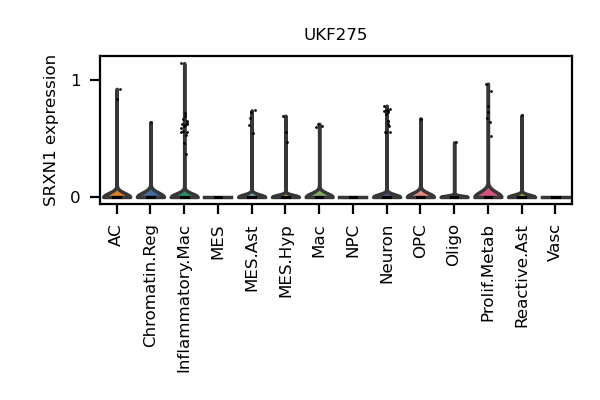 UKF275
SRXN1 expression
1
0
AC
Chromatin.Reg
Inflammatory.Mac
MES
MES.Ast
MES.Hyp
Mac
NPC
Neuron
OPC
Oligo
Prolif.Metab
Reactive.Ast
Vasc